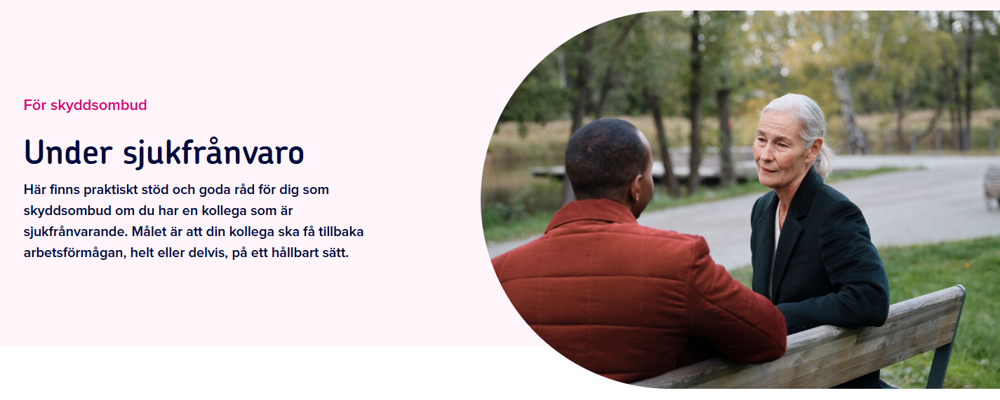 För skyddsombud
Under sjukfrånvaro
Här finns praktiskt stöd och goda råd för dig som
skyddsombud om du har en kollega som är
sjukfrånvarande. Målet är att din kollega ska få tillbaka
arbetsförmågan, helt eller delvis, på ett hållbart sätt.